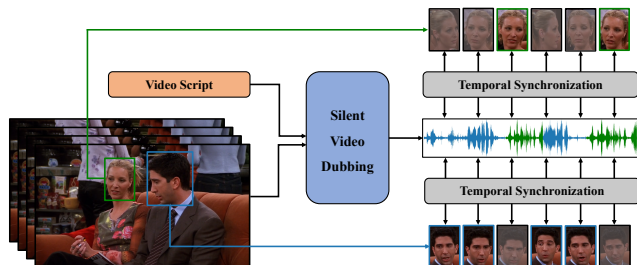 Temporal Synchronization
Video Script
Silent
Video
Dubbing
Temporal Synchronization